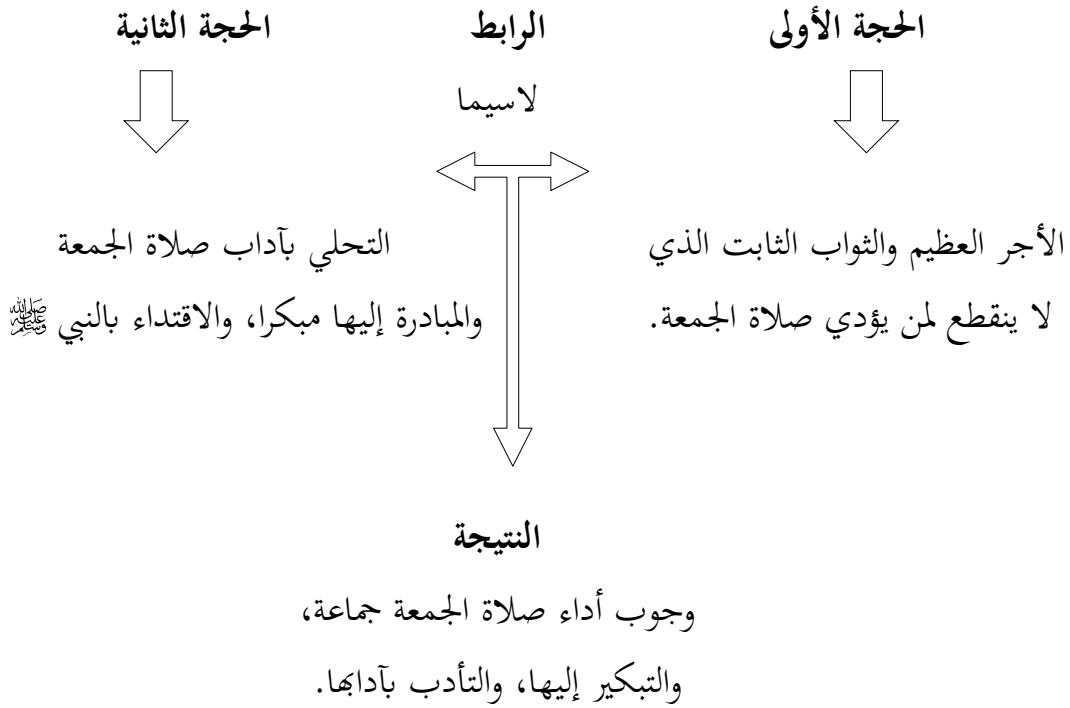 الحجة الأولى
الرابط
الحجة الثانية
لاسيما
الأجر العظيم والثواب الثابت الذي
لا ينقطع لمن يؤدي صلاة الجمعة.
التحلي بآداب صلاة الجمعة
والمبادرة إليها مبكرا، والاقتداء بالنبي ﷺ
النتيجة
وجوب أداء صلاة الجمعة جماعة،
والتبكير إليها، والتأدب بآدابها.